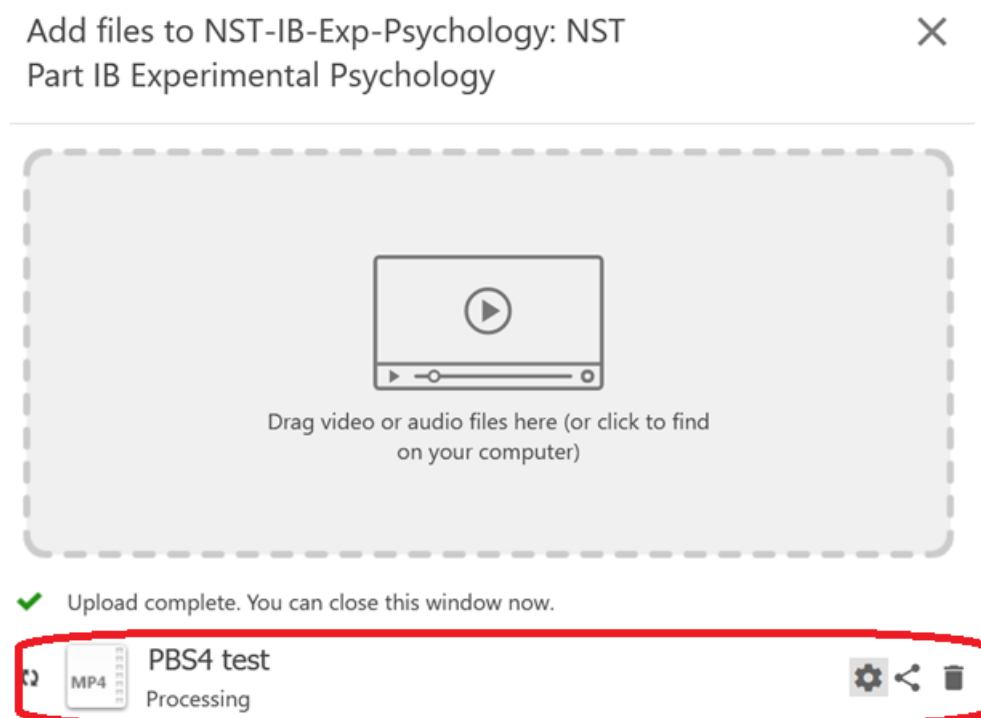 Add files to NST-IB-Exp-Psychology: NST
Part IB Experimental Psychology
Drag video or audio files here (or click to find
on your computer)
Upload complete. You can close this window now.
MP4
PBS4 test
Processing